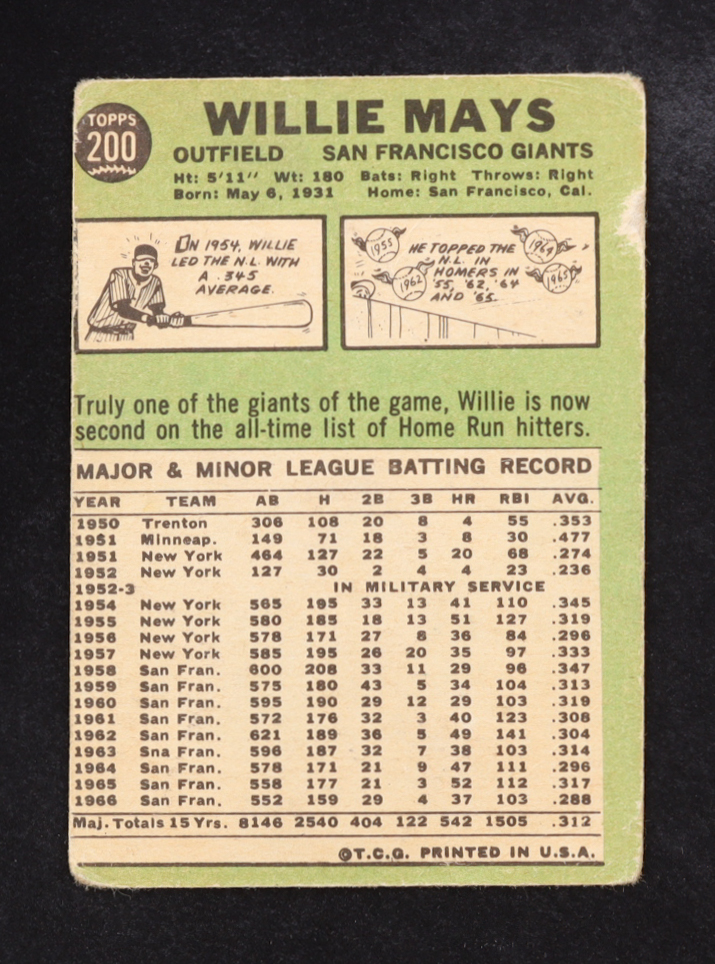 TOPPS
200
WILLIE MAYS
OUTFIELD SAN FRANCISCO GIANTS
Ht: 5'11" Wt: 180 Bats: Right Throws: Right
Born: May 6, 1931 Home: San Francisco, Cal.
IN 1954, WILLIE
LED THE N.L. WITH
A .345
AVERAGE.
1955
1962
1964
1965
HE TOPPED THE
N.L. IN
HOMERS IN
'55, '62, '64
AND '65.
Truly one of the giants of the game, Willie is now
second on the all-time list of Home Run hitters.
MAJOR & MINOR LEAGUE BATTING RECORD
YEAR TEAM AB H 2B 3B HR RBI AVG.
1950 Trenton 306 108 20 8 4 55 .353
1951 Minneap. 149 71 18 3 8 30 .477
1951 New York 464 127 22 5 20 68 .274
1952 New York 127 30 2 4 4 23 .236
1952-3 IN MILITARY SERVICE
1954 New York 565 195 33 13 41 110 .345
1955 New York 580 185 18 13 51 127 .319
1956 New York 578 171 27 8 36 84 .296
1957 New York 585 195 26 20 35 97 .333
1958 San Fran. 600 208 33 11 29 96 .347
1959 San Fran. 575 180 43 5 34 104 .313
1960 San Fran. 595 190 29 12 29 103 .319
1961 San Fran. 572 176 32 3 40 123 .308
1962 San Fran. 621 189 36 5 49 141 .304
1963 Sna Fran. 596 187 32 7 38 103 .314
1964 San Fran. 578 171 21 9 47 111 .296
1965 San Fran. 558 177 21 3 52 112 .317
1966 San Fran. 552 159 29 4 37 103 .288
Maj. Totals 15 Yrs. 8146 2540 404 122 542 1505 .312
©T.C.G. PRINTED IN U.S.A.